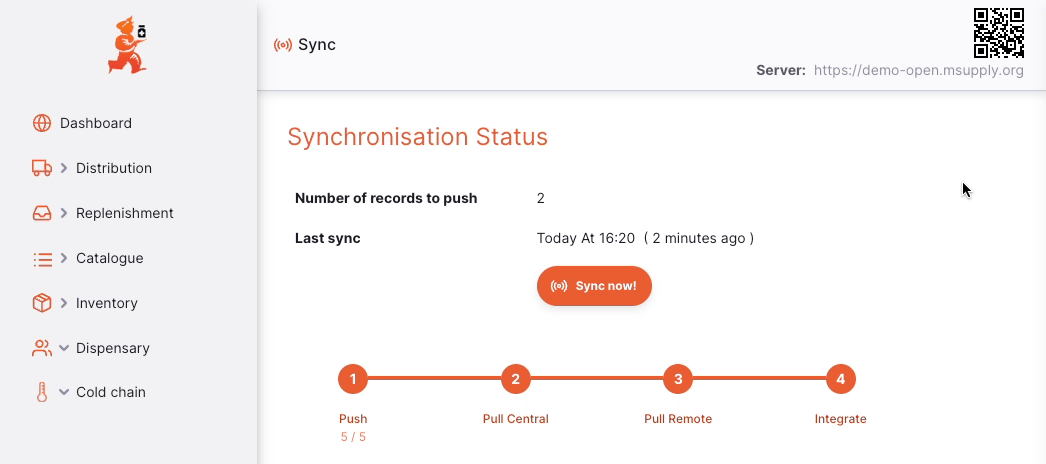 Sync
Server: https://demo-open.msupply.org
Dashboard
Distribution
Replenishment
Catalogue
Inventory
Dispensary
Cold chain
Synchronisation Status
Number of records to push 2
Last sync Today At 16:20 ( 2 minutes ago )
Sync now!
1 2 3 4
Push Pull Central Pull Remote Integrate
5 / 5